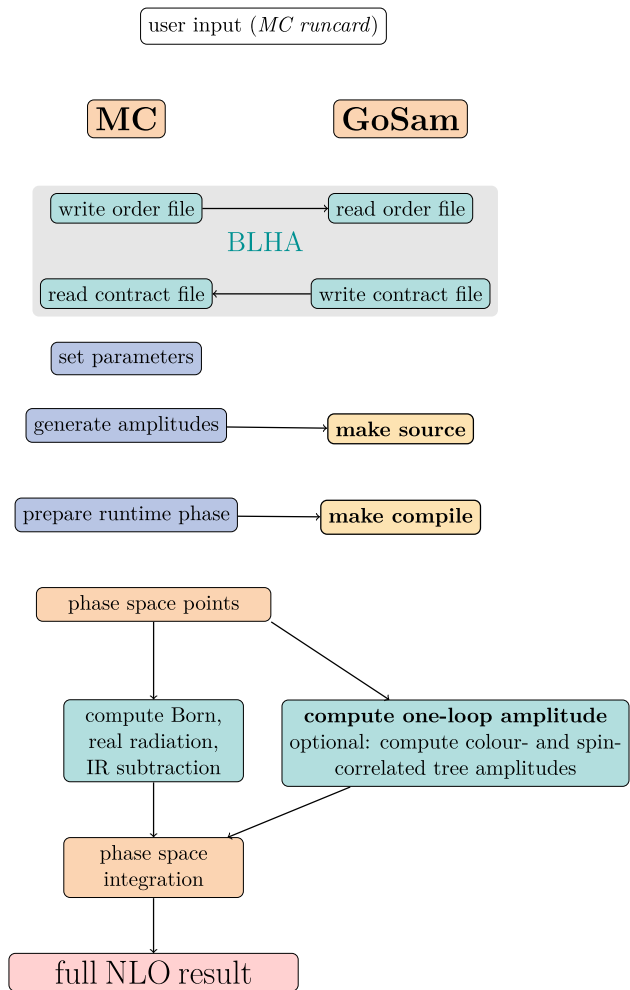 user input (MC runcard)
MC
GoSam
write order file
read order file
BLHA
read contract file
write contract file
set parameters
generate amplitudes
make source
prepare runtime phase
make compile
phase space points
compute Born,
real radiation,
IR subtraction
compute one-loop amplitude
optional: compute colour- and spin-
correlated tree amplitudes
phase space
integration
full NLO result